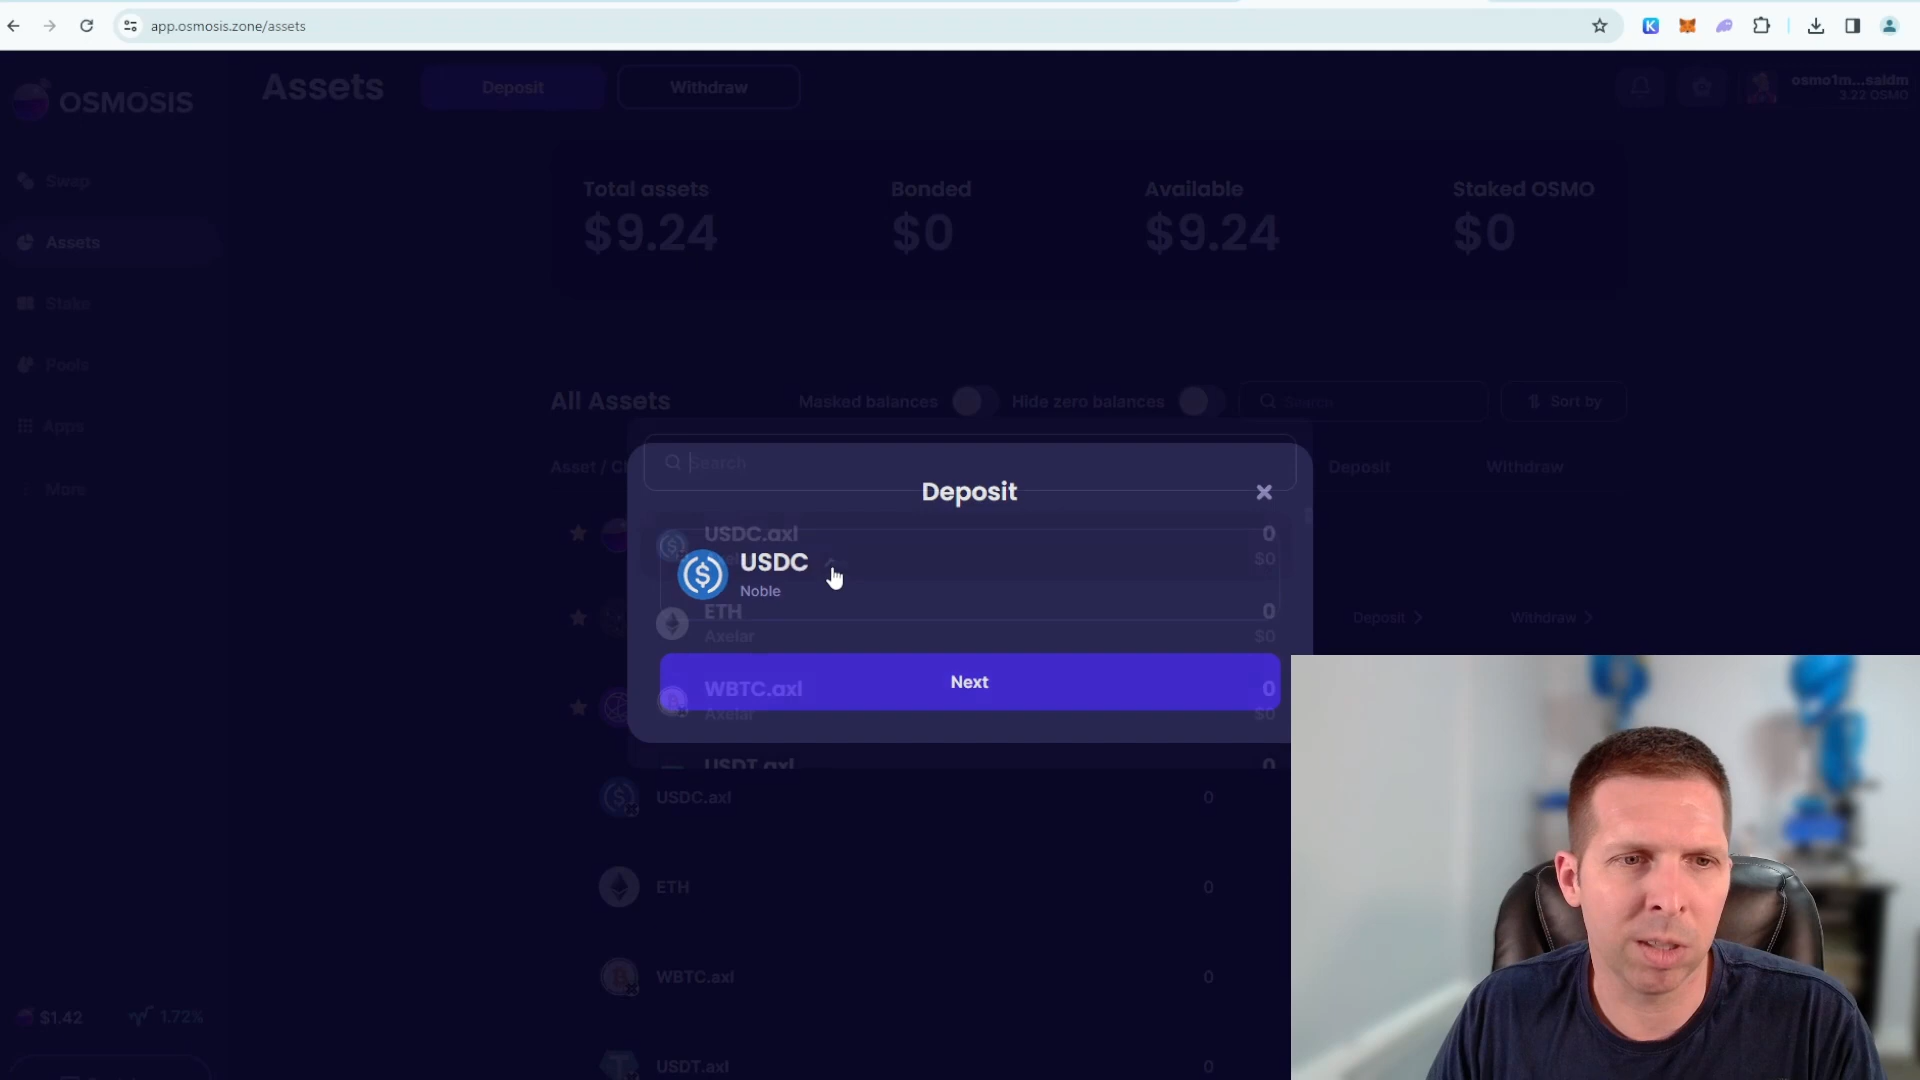 app.osmosis.zone/assets
OSMOSIS
Assets
Deposit
Withdraw
osmo1m...saldm
3.22 OSMO
Swap
Assets
Stake
Pools
Apps
More
Total assets
$9.24
Bonded
$0
Available
$9.24
Staked OSMO
$0
All Assets
Masked balances
Hide zero balances
Search
Sort by
Asset / C
Deposit
Withdraw
Search
Deposit
USDC.axl
0
$0
USDC
Noble
ETH
0
Axelar
$0
Next
WBTC.axl
0
Axelar
$0
USDT.axl
0
Deposit
Withdraw
USDC.axl
0
ETH
0
WBTC.axl
0
USDT.axl
0
$1.42
1.72%